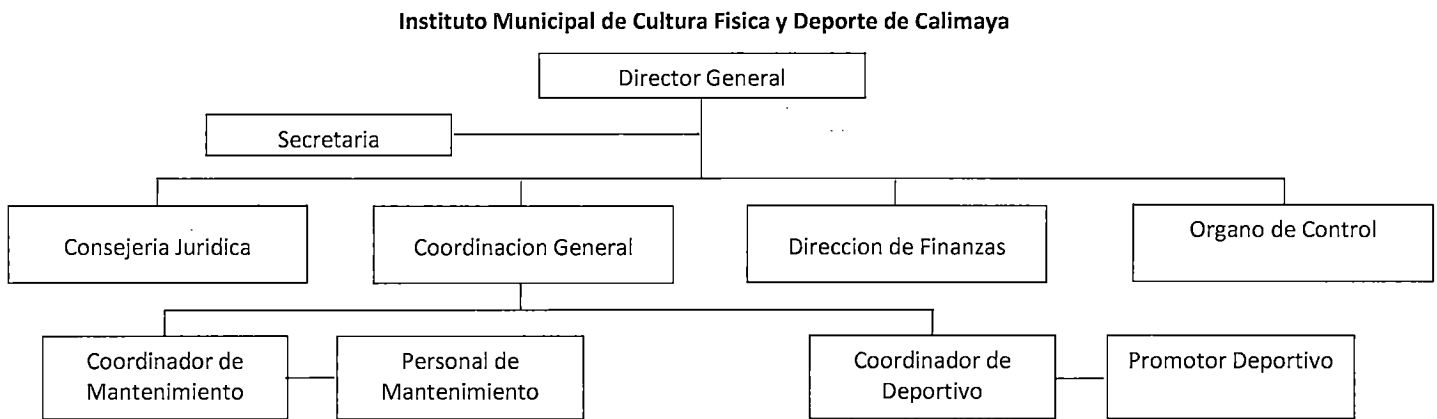 Instituto Municipal de Cultura Fisica y Deporte de Calimaya
Director General
Secretaria
Consejeria Juridica
Coordinacion General
Direccion de Finanzas
Organo de Control
Coordinador de
Mantenimiento
Personal de
Mantenimiento
Coordinador de
Deportivo
Promotor Deportivo